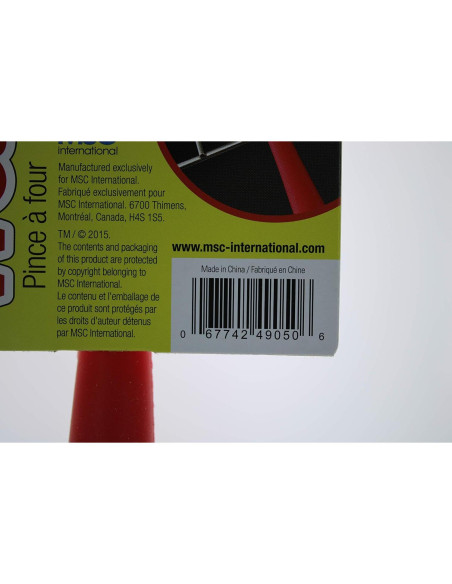 Pince à four
MSC
international
Manufactured exclusively
for MSC International.
Fabriqué exclusivement pour
MSC International. 6700 Thimens,
Montréal, Canada, H4S 1S5.
TM / © 2015.
The contents and packaging
of this product are protected
by copyright belonging to
MSC International.
Le contenu et l'emballage de
ce produit sont protégés par
les droits d'auteur détenus
par MSC International.
www.msc-international.com
Made in China / Fabriqué en Chine
0 67742 49050 6